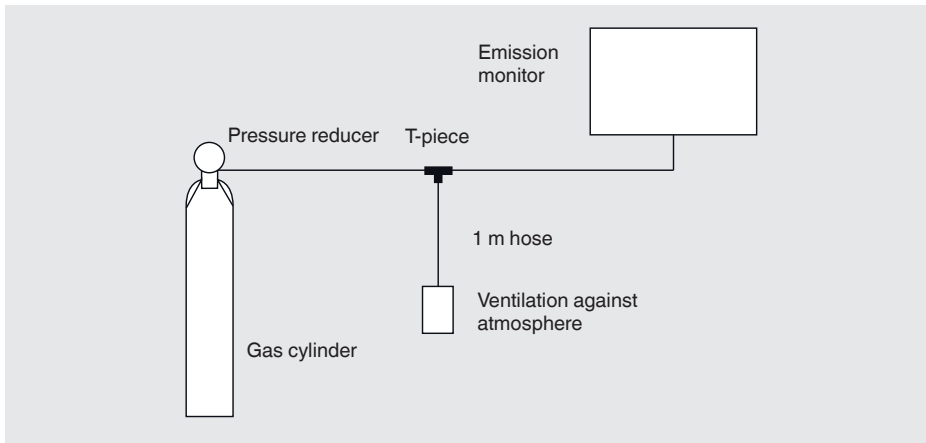 Emission
monitor
Pressure reducer
T-piece
1 m hose
Ventilation against
atmosphere
Gas cylinder